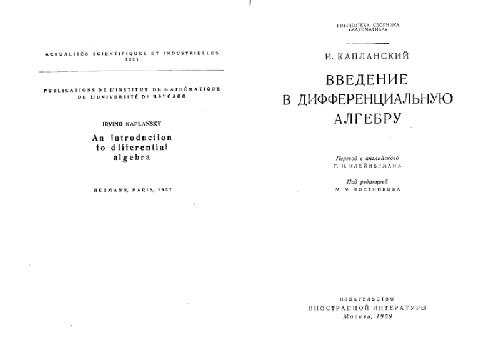 ACTUALITÉS SCIENTIFIQUES ET INDUSTRIELLES
1251
PUBLICATIONS DE L'INSTITUT DE MATHÉMATIQUE
DE L'UNIVERSITÉ DE NANCAGO
IRVING KAPLANSKY
An introduction
to differential
algebra
HERMANN, PARIS, 1957
БИБЛИОТЕКА СБОРНИКА
«МАТЕМАТИКА»
И. КАПЛАНСКИЙ
ВВЕДЕНИЕ
В ДИФФЕРЕНЦИАЛЬНУЮ
АЛГЕБРУ
Перевод с английского
Под редакцией
М. М. ПОСТНИКОВА
ИЗДАТЕЛЬСТВО
ИНОСТРАННОЙ ЛИТЕРАТУРЫ
Москва, 1959